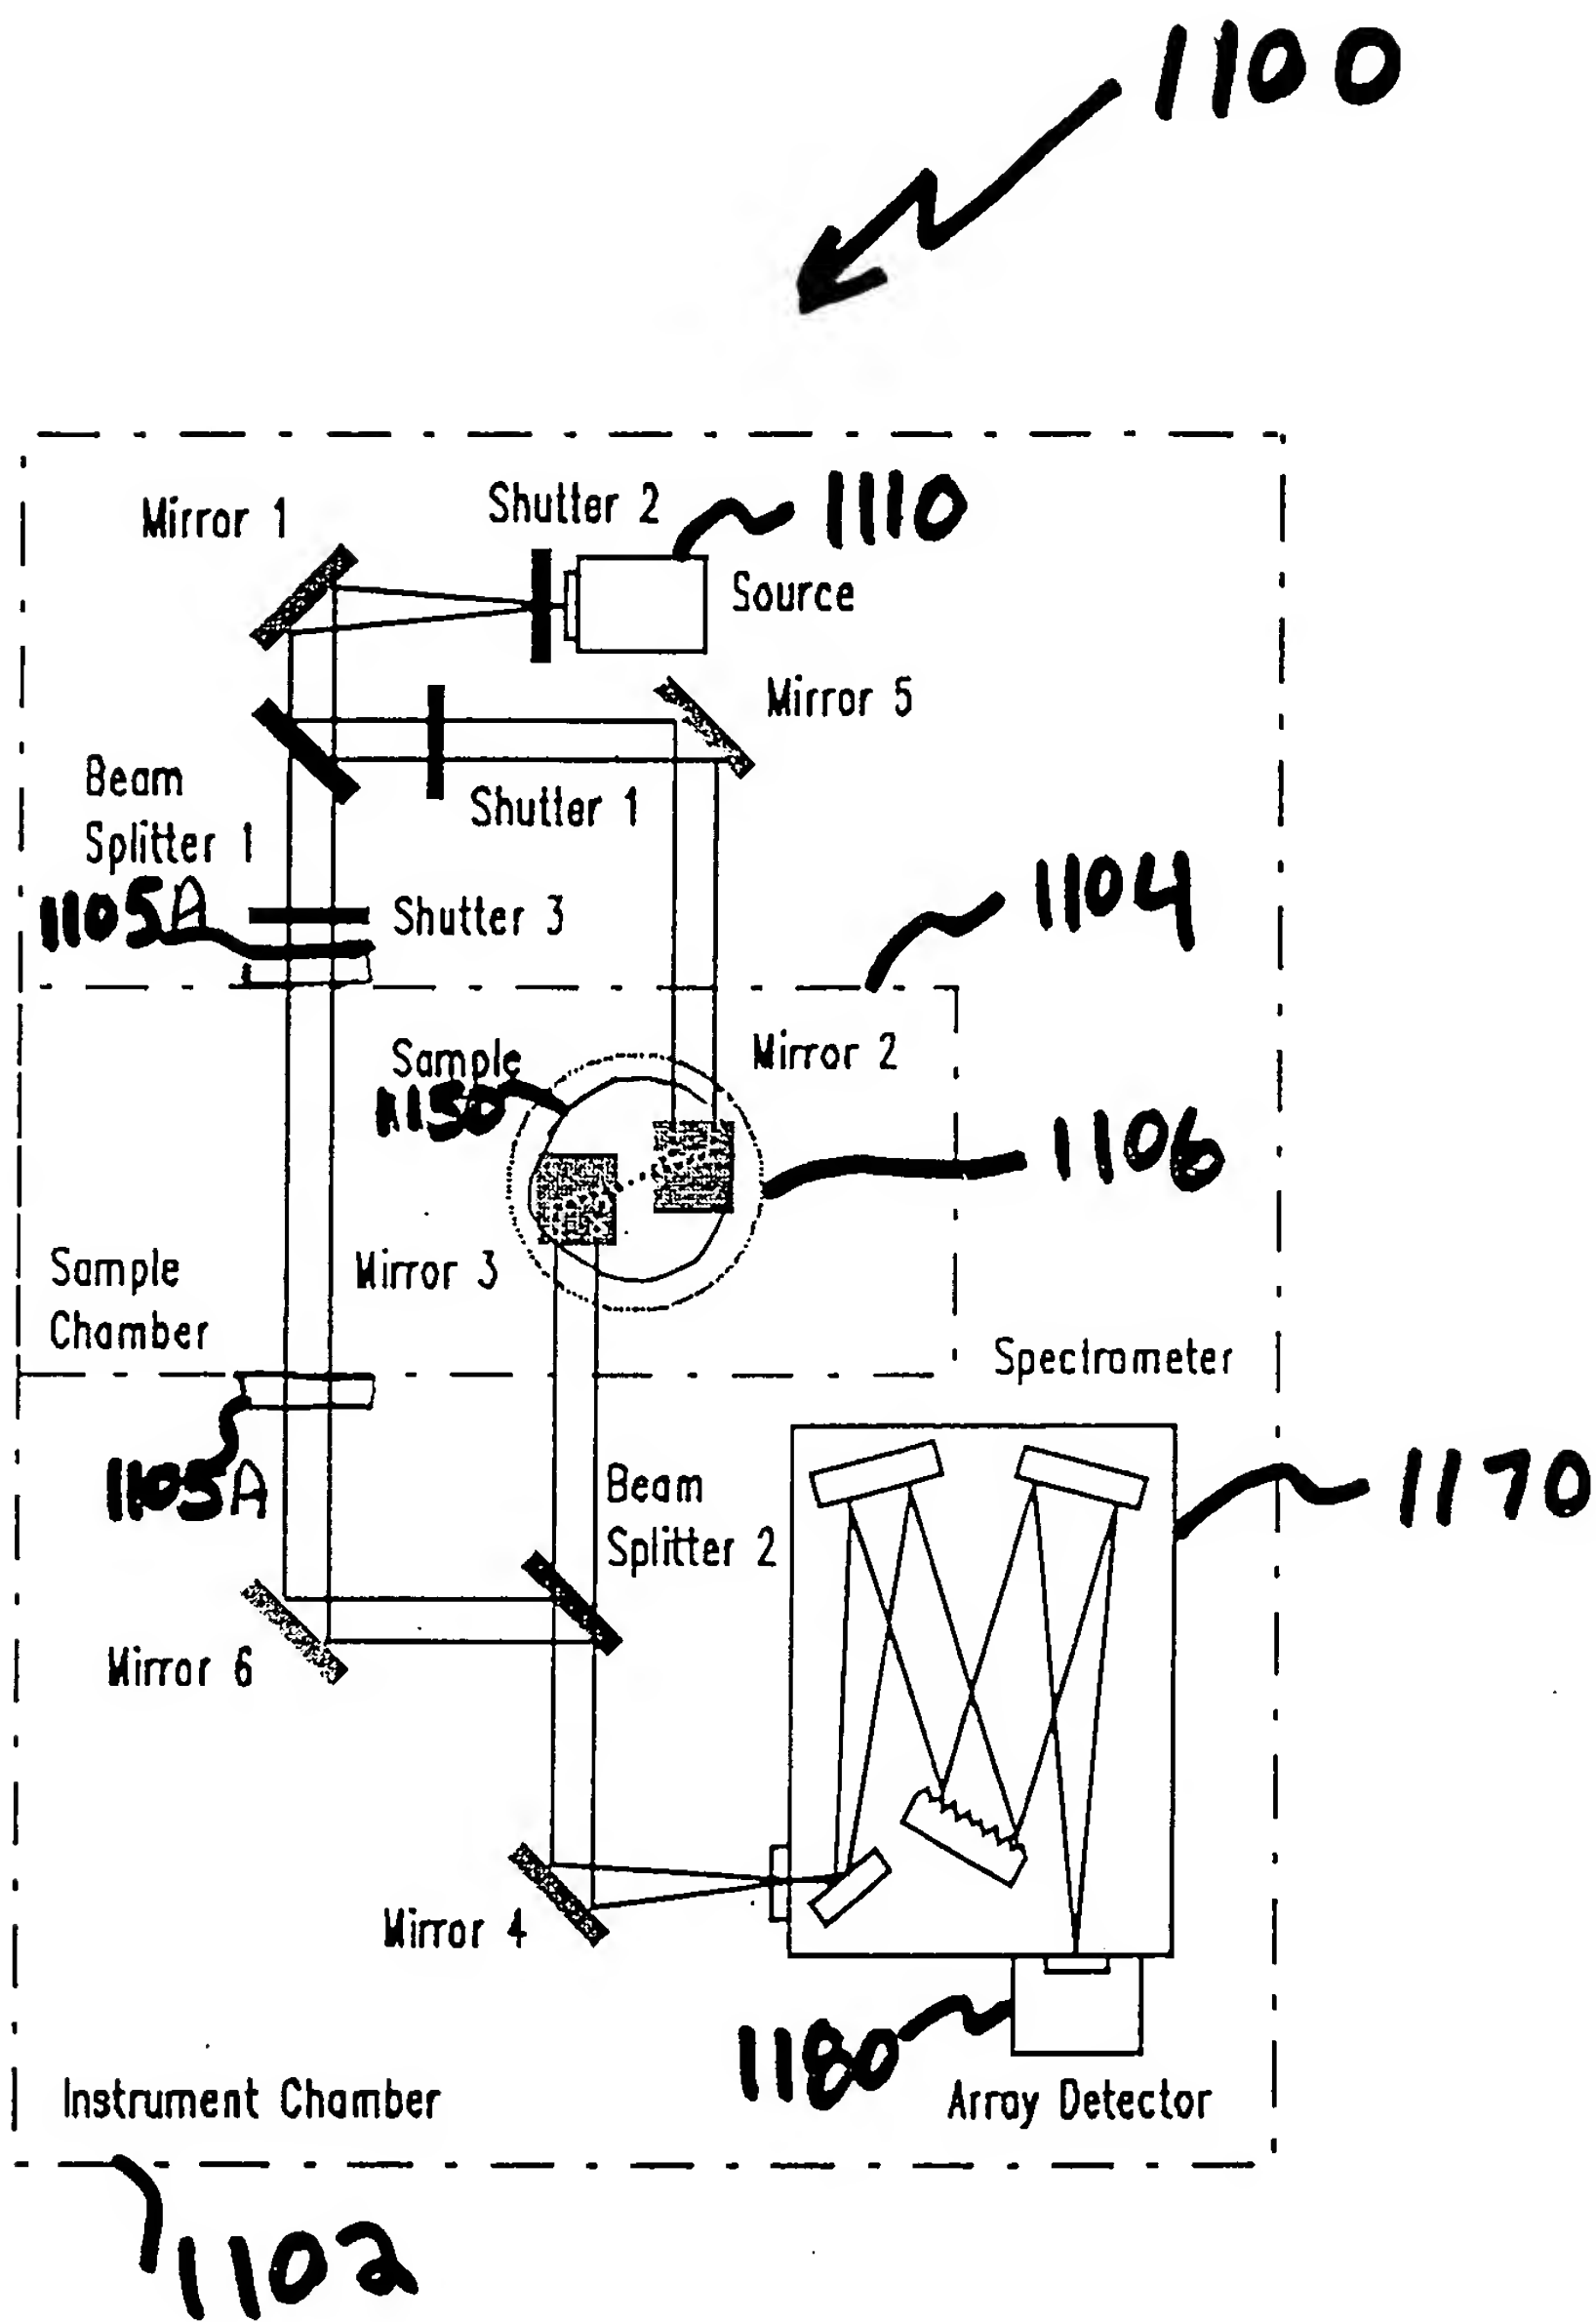 1100
Mirror 1
Shutter 2
1110
Source
Mirror 5
Beam
Splitter 1
Shutter 1
1105A
Shutter 3
1104
Sample
Mirror 2
1150
1106
Mirror 3
Sample
Chamber
Spectrometer
1105A
Beam
Splitter 2
1170
Mirror 6
Mirror 4
1180
Instrument Chamber
Array Detector
1102